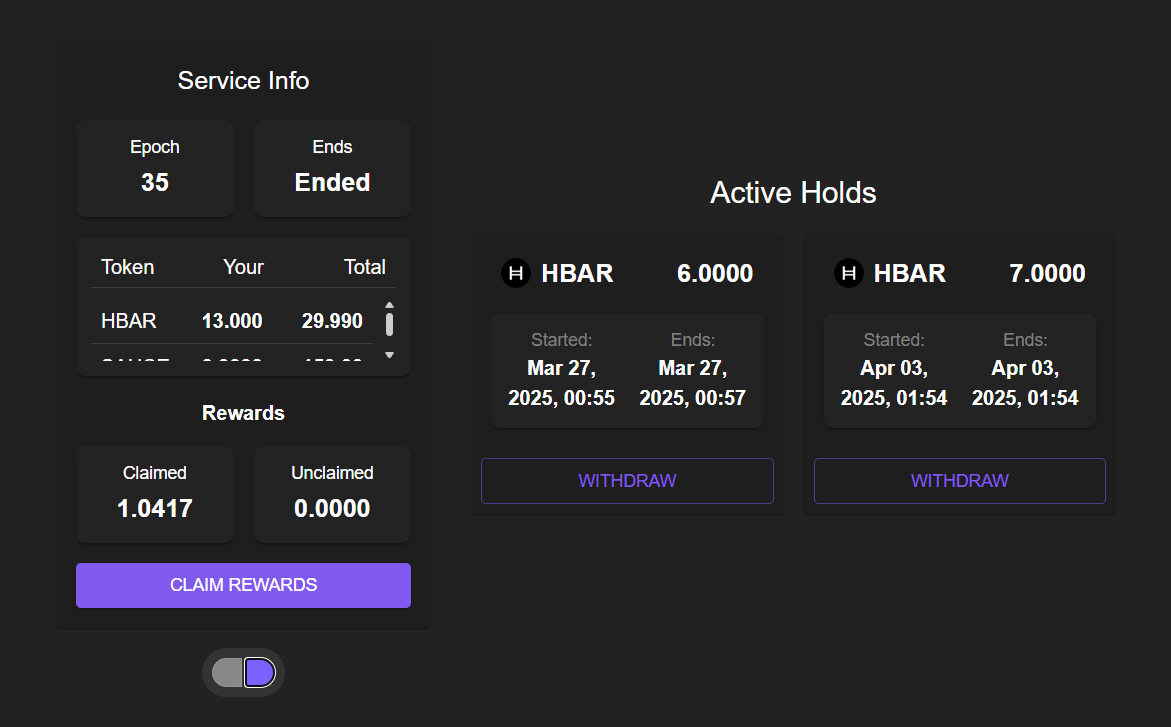 Service Info
Epoch
35
Ends
Ended
Token Your Total
HBAR 13.000 29.990
Rewards
Claimed
1.0417
Unclaimed
0.0000
CLAIM REWARDS
Active Holds
HBAR 6.0000
Started:
Mar 27,
2025, 00:55
Ends:
Mar 27,
2025, 00:57
WITHDRAW
HBAR 7.0000
Started:
Apr 03,
2025, 01:54
Ends:
Apr 03,
2025, 01:54
WITHDRAW